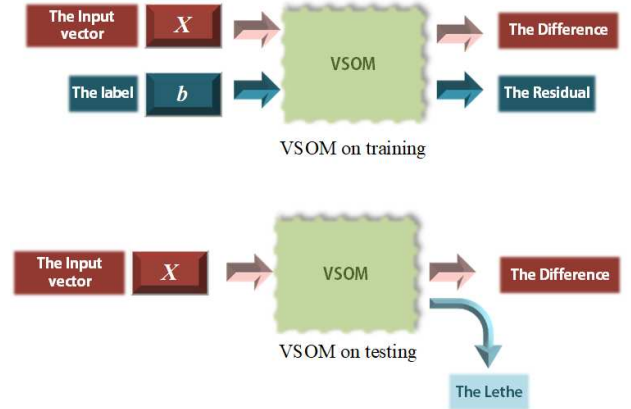 The Input
vector
X
VSOM
The Difference
The label
b
The Residual
VSOM on training
The Input
vector
X
VSOM
The Difference
VSOM on testing
The Lethe